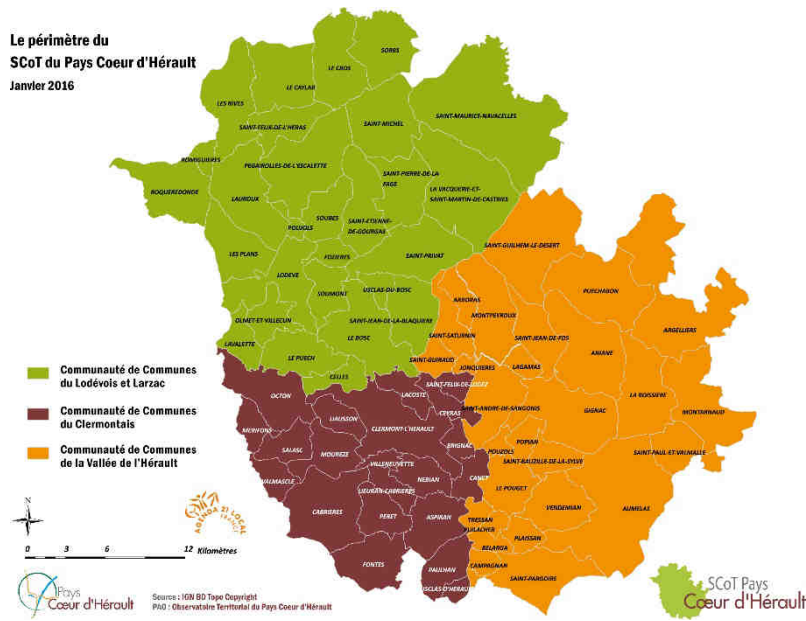 Le périmètre du
SCoT du Pays Coeur d'Hérault
Janvier 2016
SORBS
LE CROS
LE CAYLAR
LES RIVES
SAINT-MAURICE-NAVACELLES
SAINT-FELIX-DE-L'HERAS
SAINT-MICHEL
ROMIGUIERES
PEGAIROLLES-DE-L'ESCALETTE
SAINT-PIERRE-DE-LA
FAGE
ROQUEREDONDE
LA VACQUERIE-ET-
SAINT-MARTIN-DE-CASTRIES
LAUROUX
SOUBES
SAINT-ETIENNE-
DE-GOURGAS
POUJOLS
SAINT-GUILHEM-LE-DESERT
LES PLANS
FOZIERES
SAINT-PRIVAT
LODEVE
USCLAS-DU-BOSC
PUECHABON
SOUMONT
ARBORAS
OLMET-ET-VILLECUN
SAINT-JEAN-DE-LA-BLAQUIERE
MONTPEYROUX
SAINT-SATURNIN
ARGELLIERS
LAVALETTE
LE BOSC
SAINT-JEAN-DE-FOS
ANIANE
LE PUECH
SAINT-GUIRAUD
JONQUIERES
LAGAMAS
CELLES
Communauté de Communes
du Lodévois et Larzac
Communauté de Communes
du Clermontais
Communauté de Communes
de la Vallée de l'Hérault
SAINT-FELIX-DE-LODEZ
OCTON
LACOSTE
LA BOISSIERE
SAINT-ANDRE-DE-SANGONIS
GIGNAC
MONTARNAUD
LIAUSSON
CEYRAS
MERIFONS
CLERMONT-L'HERAULT
POPIAN
SALASC
MOUREZE
BRIGNAC
POUZOLS
SAINT-PAUL-ET-VALMALLE
VILLENEUVETTE
SAINT-BAUZILLE-DE-LA-SYLVE
VALMASCLE
NEBIAN
CANET
LIEURAN-CABRIERES
LE POUGET
CABRIERES
PERET
ASPIRAN
VENDEMIAN
AUMELAS
TRESSAN
PUILACHER
PLAISSAN
BELARGA
FONTES
PAULHAN
CAMPAGNAN
SAINT-PARGOIRE
USCLAS-D'HERAULT
AGENDA 21 LOCAL
FRANCE
N
0 3 6 12 Kilomètres
Pays
Cœur d'Hérault
Source : IGN BD Topo Copyright
PAO : Observatoire Territorial du Pays Coeur d'Hérault
SCoT Pays
Cœur d'Hérault